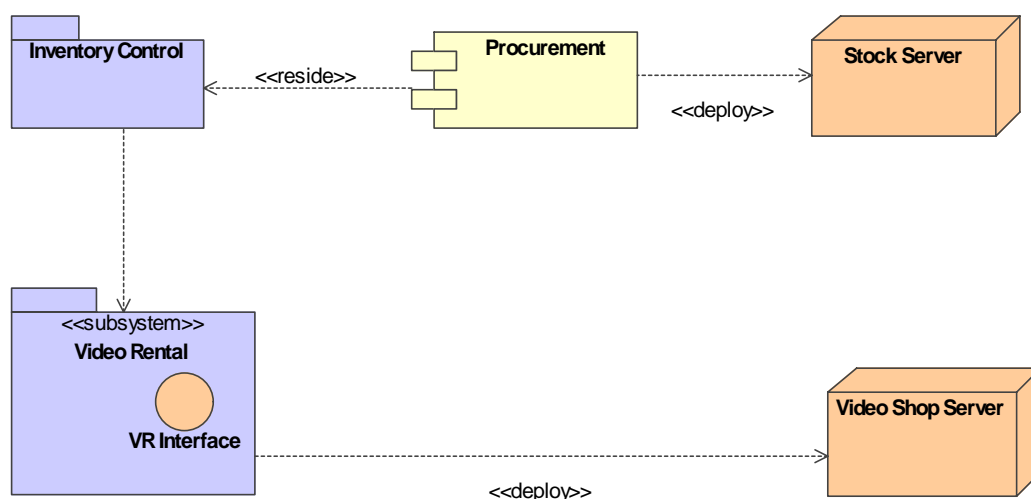 Inventory Control
Procurement
Stock Server
<<reside>>
<<deploy>>
<<subsystem>>
Video Rental
VR Interface
Video Shop Server
<<deploy>>